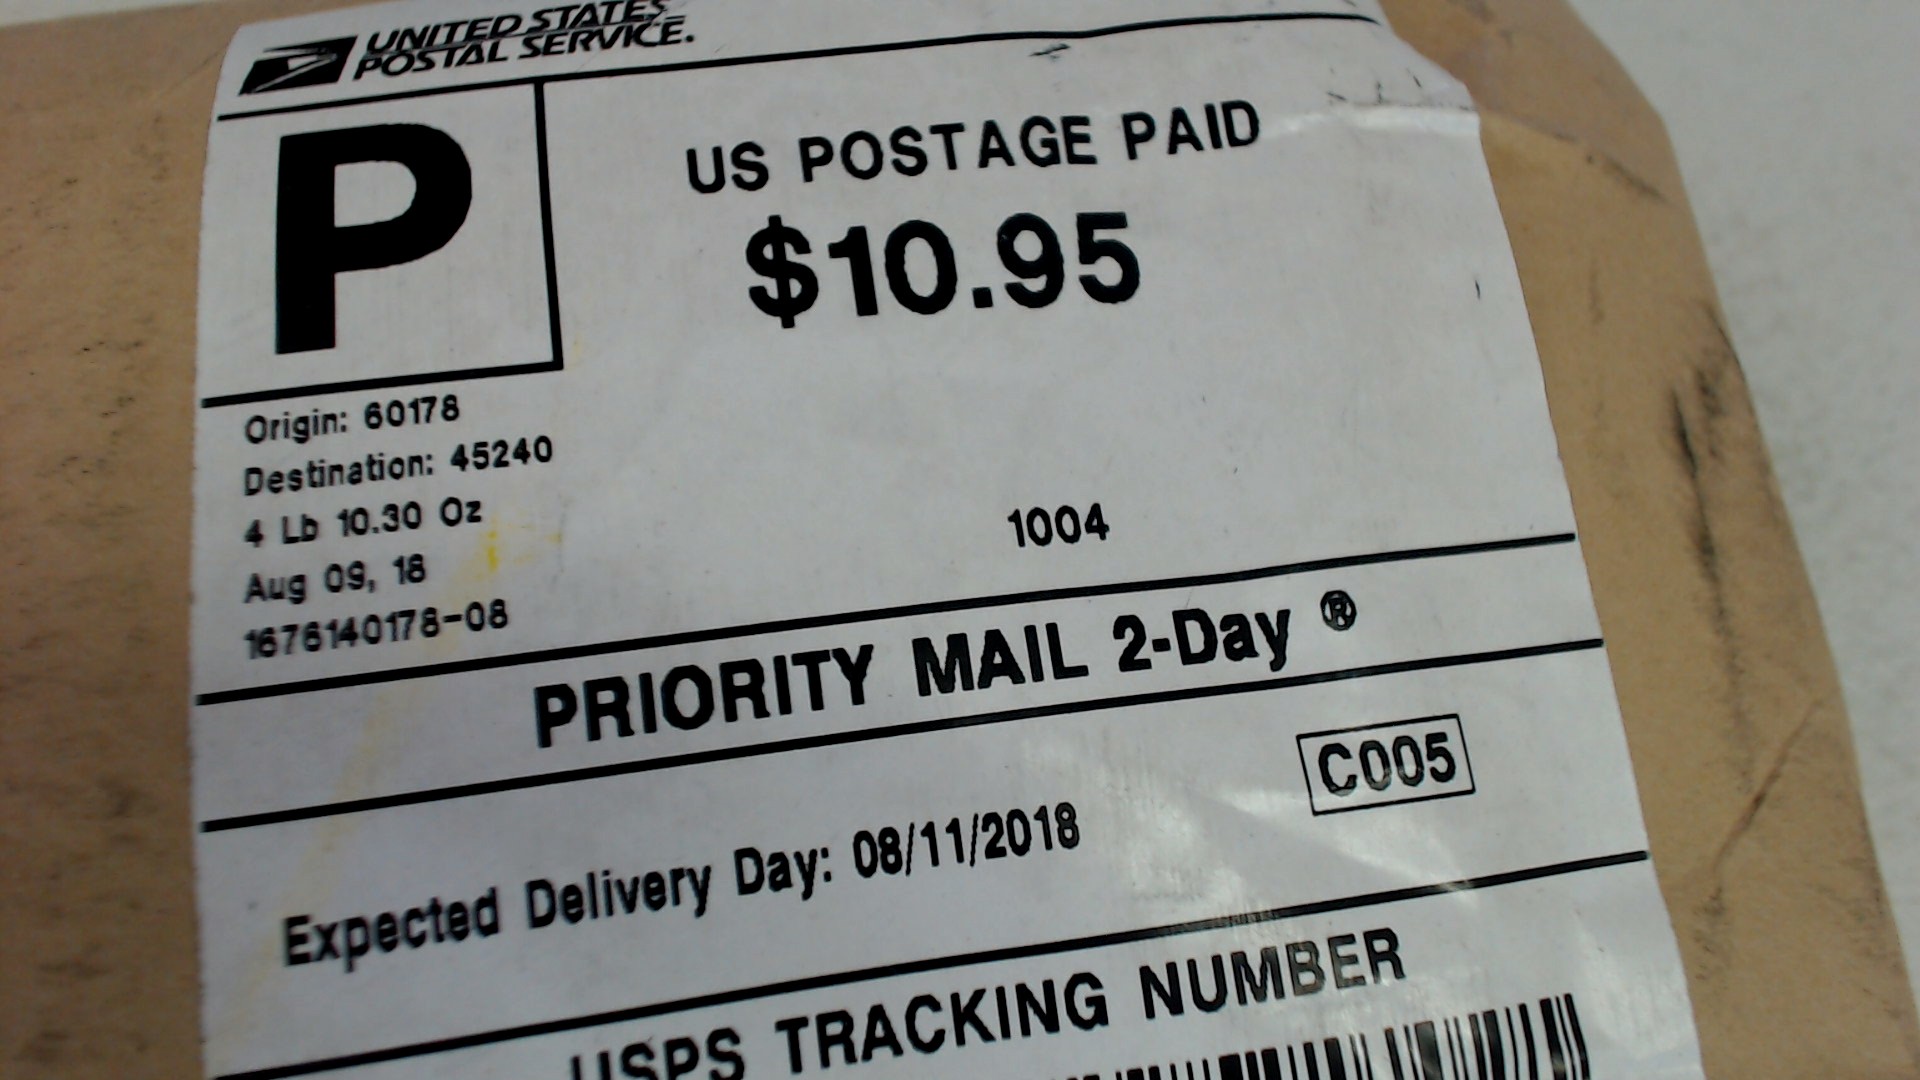 UNITED STATES
POSTAL SERVICE.
P
US POSTAGE PAID
$10.95
Origin: 60178
Destination: 45240
4 Lb 10.30 Oz
Aug 09, 18
1676140178-08
1004
PRIORITY MAIL 2-Day ®
C005
Expected Delivery Day: 08/11/2018
USPS TRACKING NUMBER